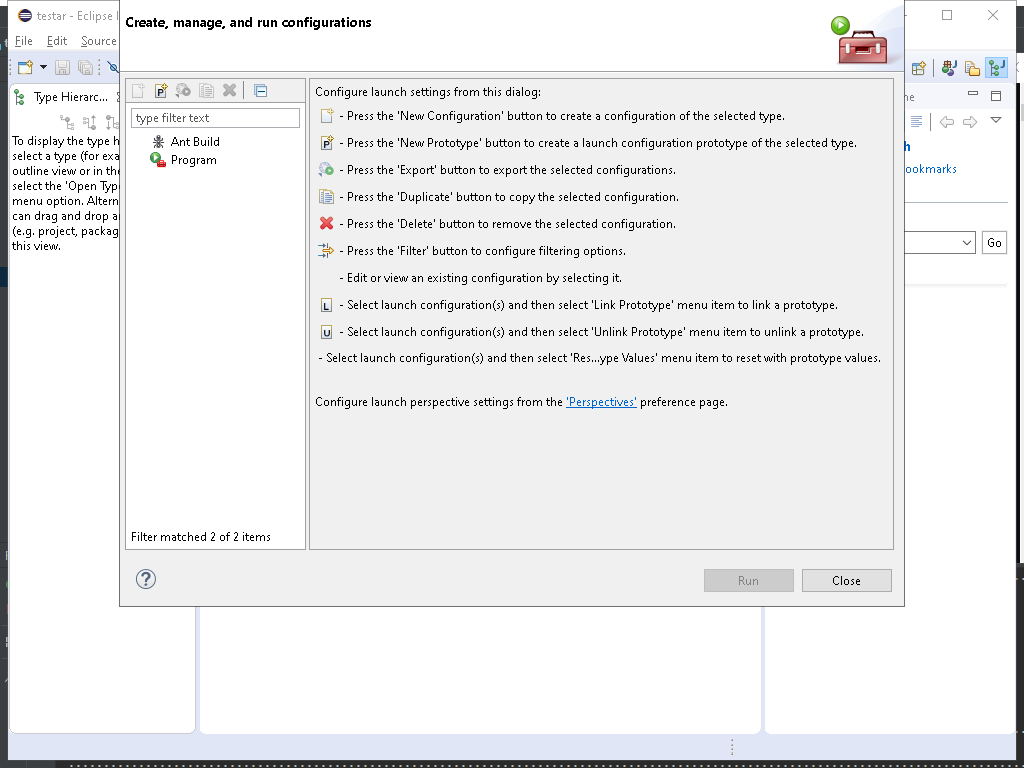 testar - Eclipse I
Create, manage, and run configurations
File Edit Source
Type Hierarc...
To display the type h
select a type (for exa
outline view or in the
select the 'Open Typ
menu option. Altern
can drag and drop a
(e.g. project, packag
this view.
type filter text
Ant Build
Program
Filter matched 2 of 2 items
Configure launch settings from this dialog:
- Press the 'New Configuration' button to create a configuration of the selected type.
P - Press the 'New Prototype' button to create a launch configuration prototype of the selected type.
- Press the 'Export' button to export the selected configurations.
- Press the 'Duplicate' button to copy the selected configuration.
- Press the 'Delete' button to remove the selected configuration.
- Press the 'Filter' button to configure filtering options.
- Edit or view an existing configuration by selecting it.
L - Select launch configuration(s) and then select 'Link Prototype' menu item to link a prototype.
U - Select launch configuration(s) and then select 'Unlink Prototype' menu item to unlink a prototype.
- Select launch configuration(s) and then select 'Res...ype Values' menu item to reset with prototype values.
Configure launch perspective settings from the 'Perspectives' preference page.
? Run Close
ne
h
ookmarks
Go